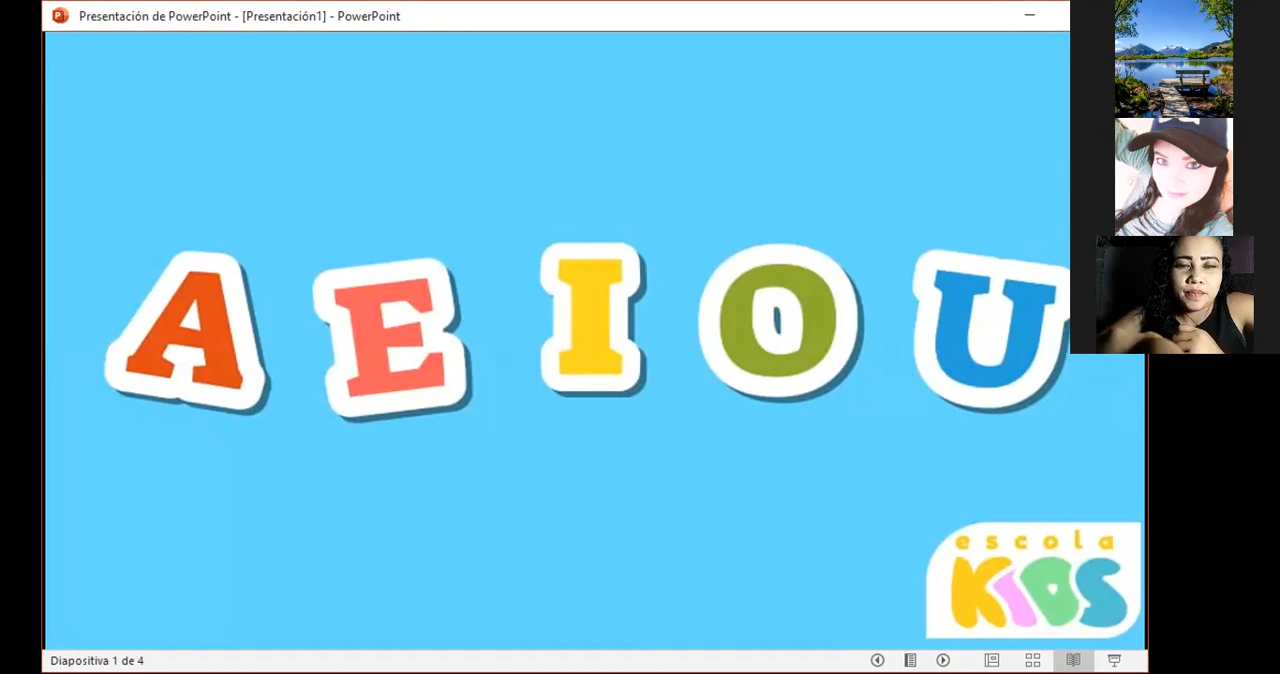 Presentación de PowerPoint - [Presentación1] - PowerPoint
A E I O U
escola
KIDS
Diapositiva 1 de 4